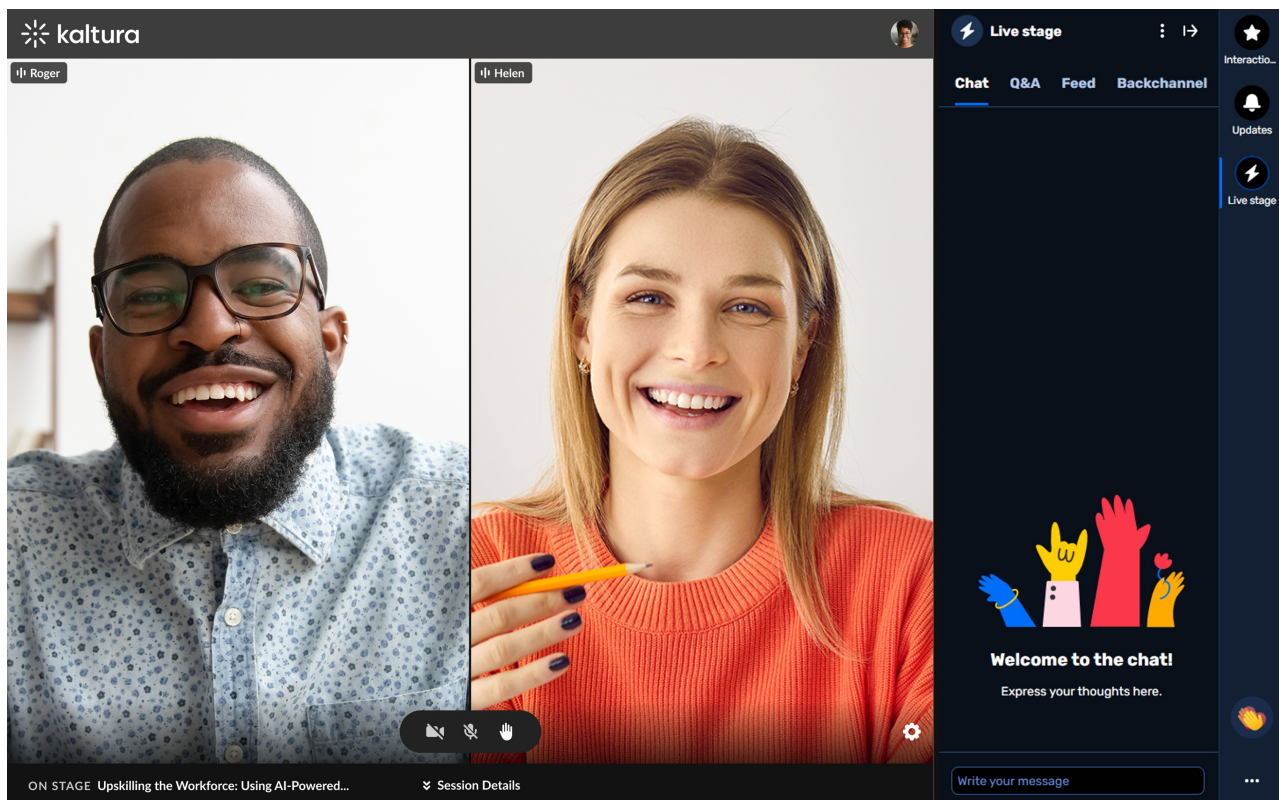 kaltura
Roger
Helen
ON STAGE Upskilling the Workforce: Using AI-Powered...
Session Details
Live stage
Chat Q&A Feed Backchannel
Welcome to the chat!
Express your thoughts here.
Write your message
Interactio...
Updates
Live stage